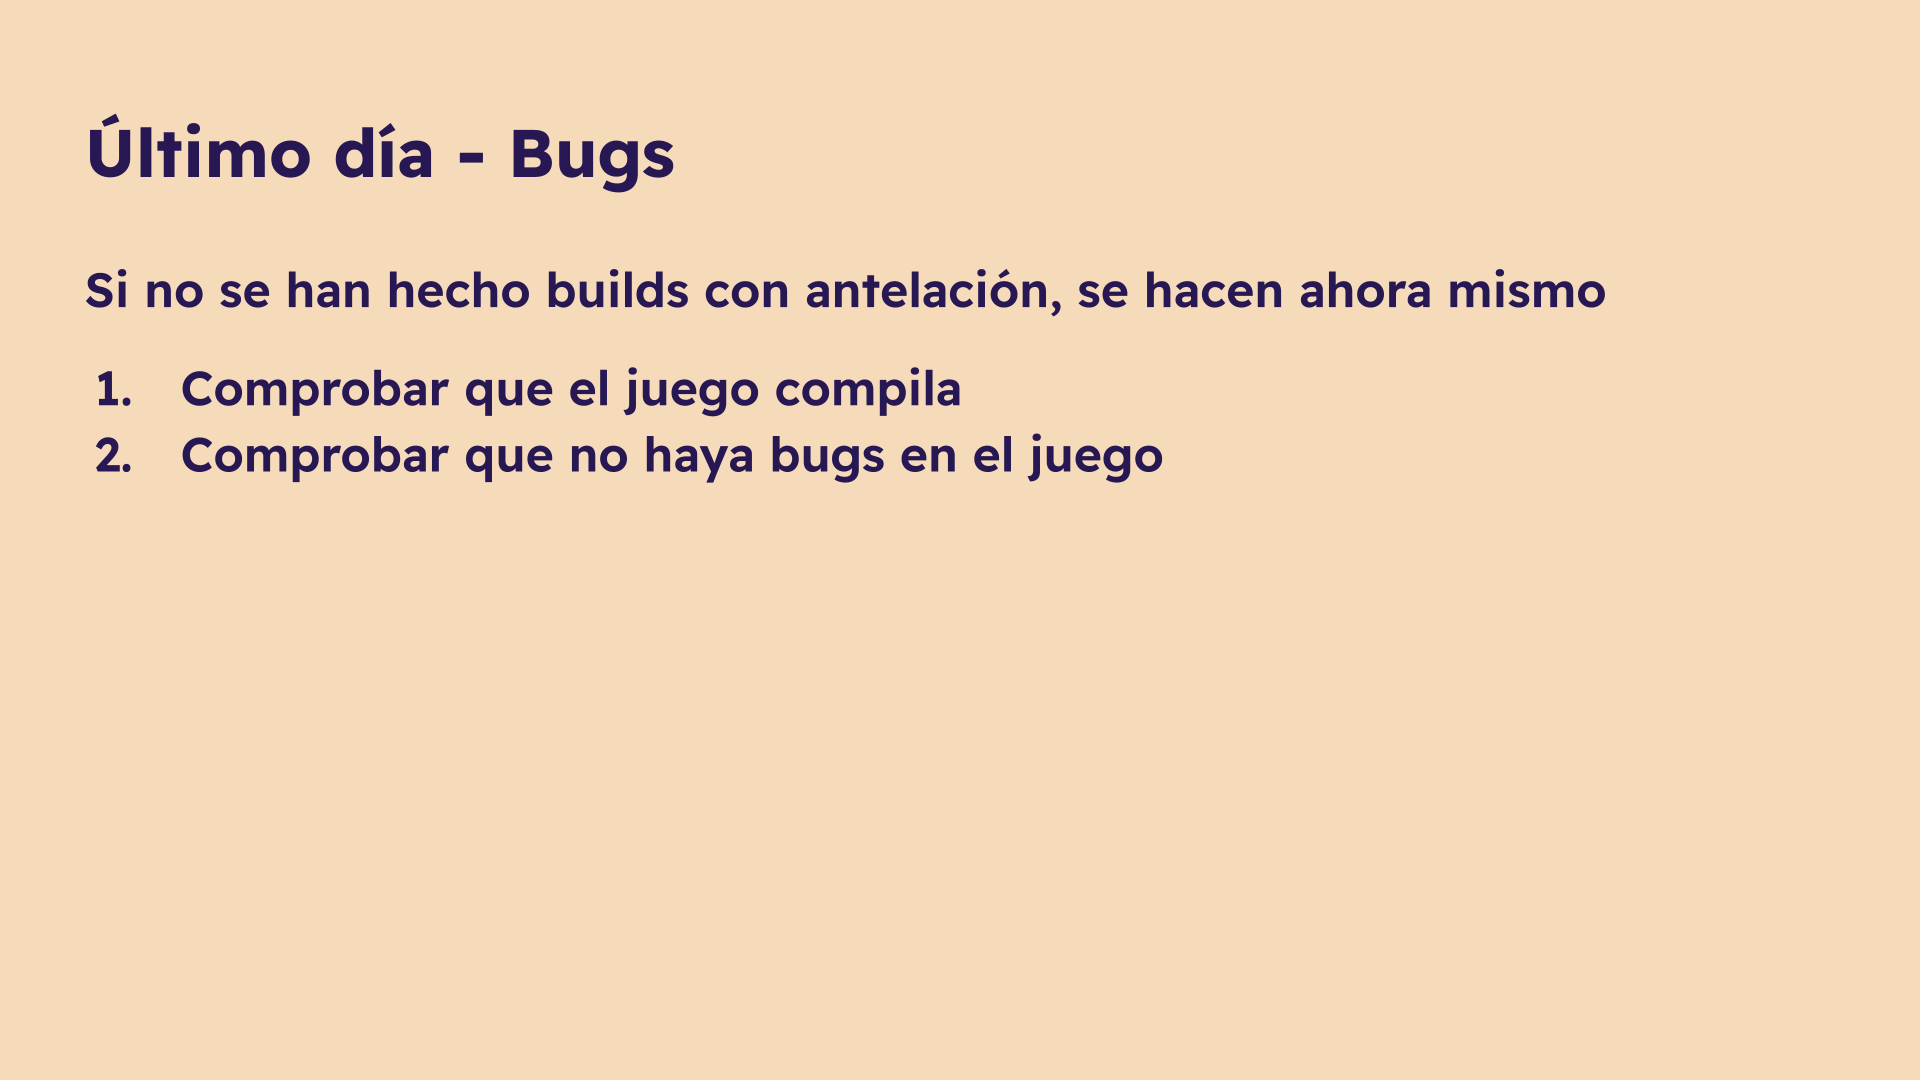 Último día - Bugs
Si no se han hecho builds con antelación, se hacen ahora mismo
1. Comprobar que el juego compila
2. Comprobar que no haya bugs en el juego